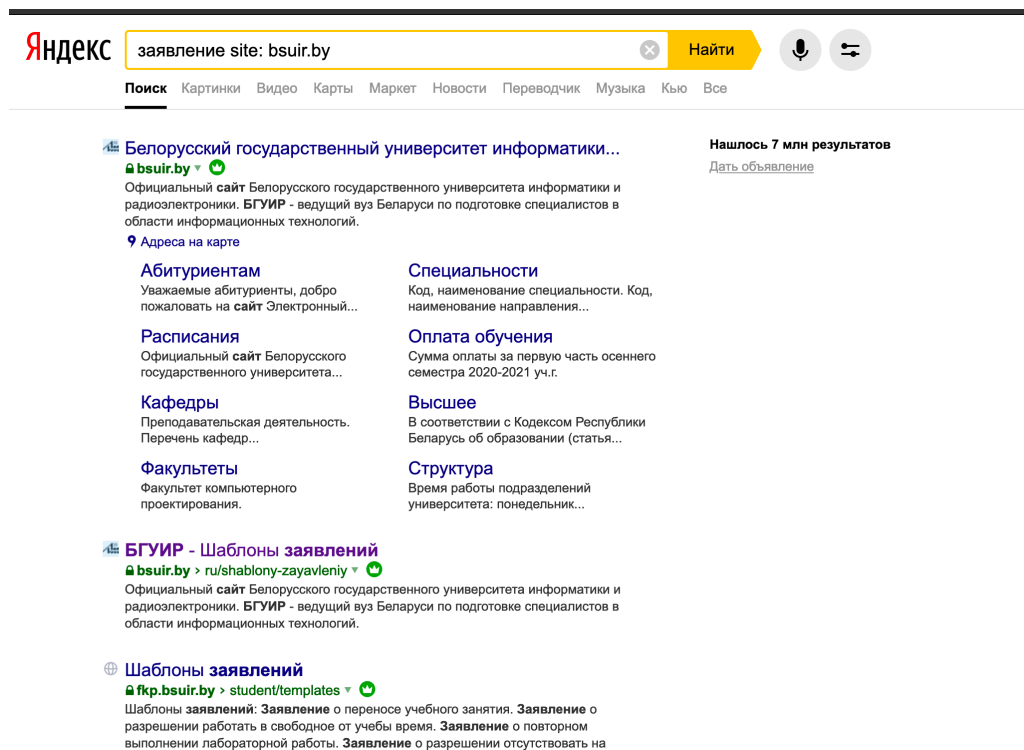 Яндекс
заявление site: bsuir.by
Найти
Поиск Картинки Видео Карты Маркет Новости Переводчик Музыка Кью Все
Белорусский государственный университет информатики...
bsuir.by
Официальный сайт Белорусского государственного университета информатики и
радиоэлектроники. БГУИР - ведущий вуз Беларуси по подготовке специалистов в
области информационных технологий.
Адреса на карте
Абитуриентам
Уважаемые абитуриенты, добро
пожаловать на сайт Электронный...
Специальности
Код, наименование специальности. Код,
наименование направления...
Расписания
Официальный сайт Белорусского
государственного университета...
Оплата обучения
Сумма оплаты за первую часть осеннего
семестра 2020-2021 уч.г.
Кафедры
Преподавательская деятельность.
Перечень кафедр...
Высшее
В соответствии с Кодексом Республики
Беларусь об образовании (статья...
Факультеты
Факультет компьютерного
проектирования.
Структура
Время работы подразделений
университета: понедельник...
БГУИР - Шаблоны заявлений
bsuir.by › ru/shablony-zayavleniy
Официальный сайт Белорусского государственного университета информатики и
радиоэлектроники. БГУИР - ведущий вуз Беларуси по подготовке специалистов в
области информационных технологий.
Шаблоны заявлений
fkp.bsuir.by › student/templates
Шаблоны заявлений: Заявление о переносе учебного занятия. Заявление о
разрешении работать в свободное от учебы время. Заявление о повторном
выполнении лабораторной работы. Заявление о разрешении отсутствовать на
Нашлось 7 млн результатов
Дать объявление